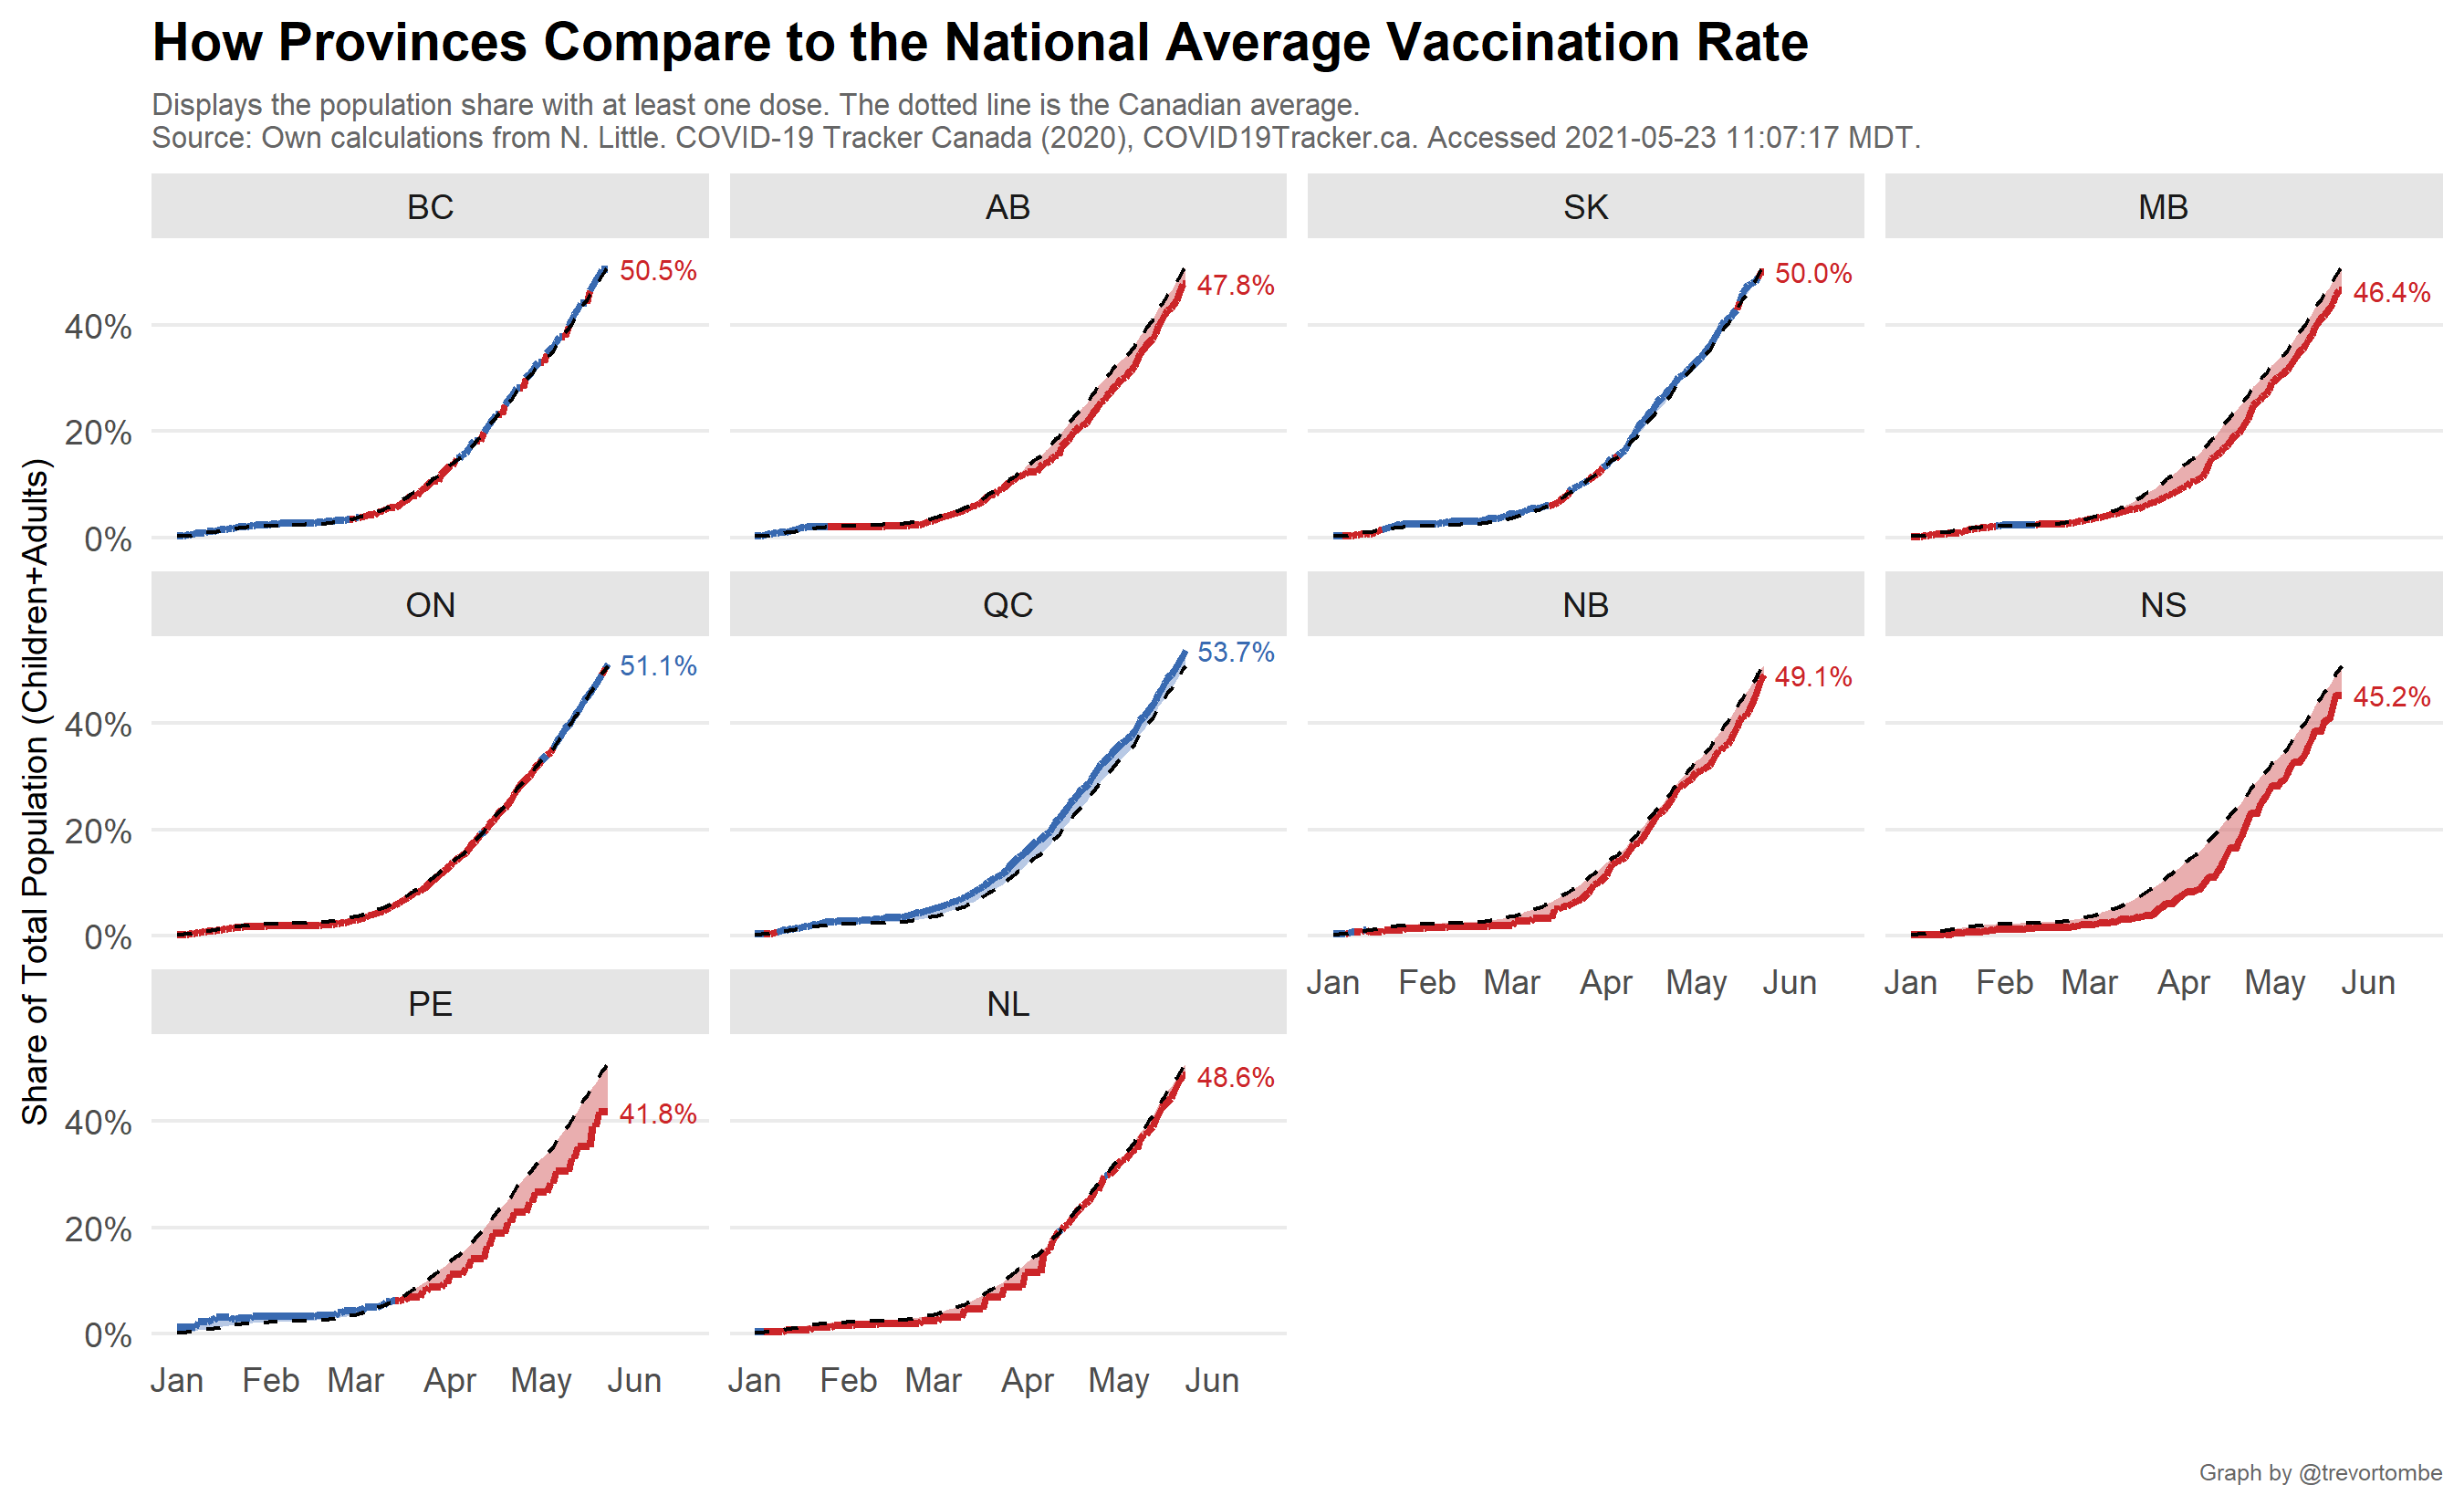 How Provinces Compare to the National Average Vaccination Rate
Displays the population share with at least one dose. The dotted line is the Canadian average.
Source: Own calculations from N. Little. COVID-19 Tracker Canada (2020), COVID19Tracker.ca. Accessed 2021-05-23 11:07:17 MDT.
Share of Total Population (Children+Adults)
BC
AB
SK
MB
50.5%
47.8%
50.0%
46.4%
40%
20%
0%
ON
QC
NB
NS
51.1%
53.7%
49.1%
45.2%
40%
20%
0%
Jan Feb Mar Apr May Jun
Jan Feb Mar Apr May Jun
PE
NL
41.8%
48.6%
40%
20%
0%
Jan Feb Mar Apr May Jun
Jan Feb Mar Apr May Jun
Graph by @trevortombe